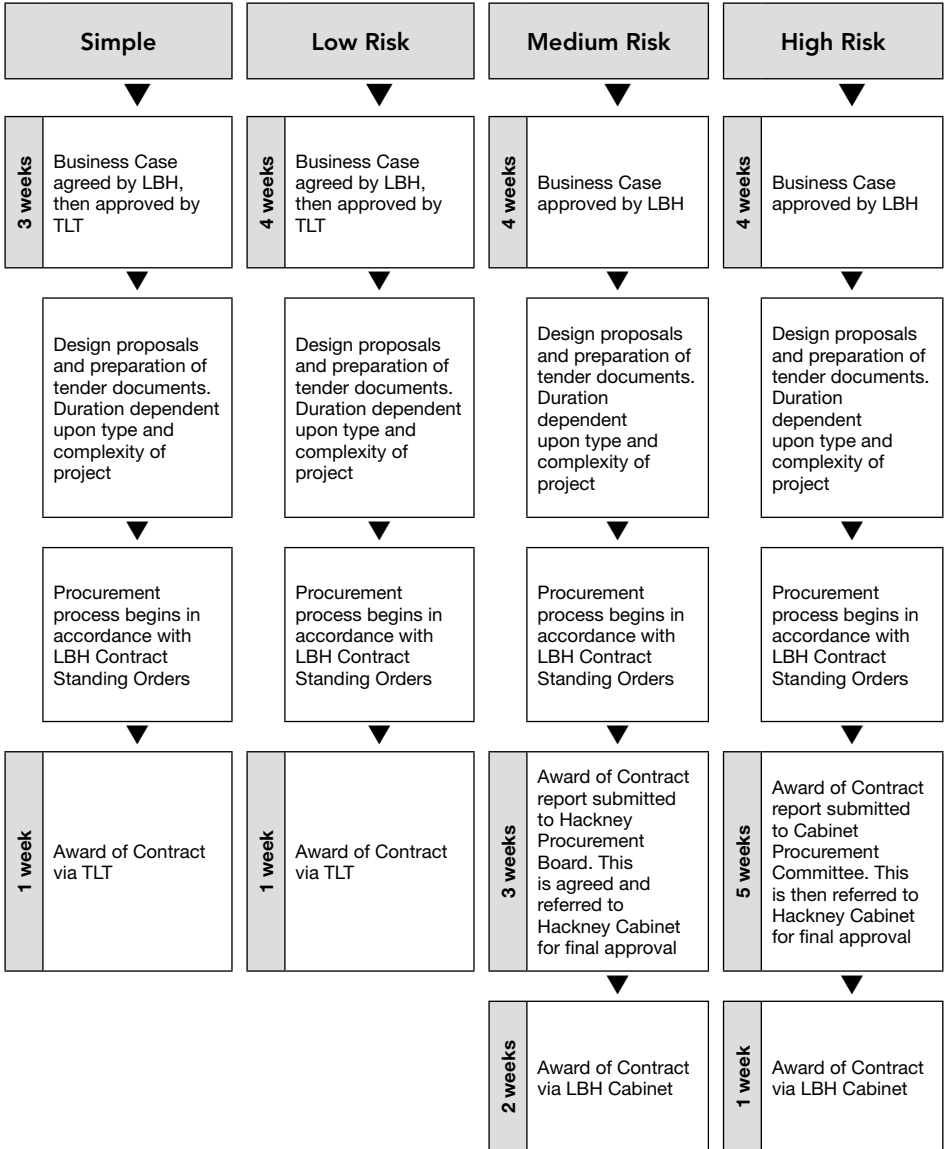 Simple
3 weeks
Business Case
agreed by LBH,
then approved by
TLT
Design proposals
and preparation of
tender documents.
Duration dependent
upon type and
complexity of
project
Procurement
process begins in
accordance with
LBH Contract
Standing Orders
1 week
Award of Contract
via TLT
Low Risk
4 weeks
Business Case
agreed by LBH,
then approved by
TLT
Design proposals
and preparation of
tender documents.
Duration dependent
upon type and
complexity of
project
Procurement
process begins in
accordance with
LBH Contract
Standing Orders
1 week
Award of Contract
via TLT
Medium Risk
4 weeks
Business Case
approved by LBH
Design proposals
and preparation of
tender documents.
Duration
dependent
upon type and
complexity of
project
Procurement
process begins in
accordance with
LBH Contract
Standing Orders
3 weeks
Award of Contract
report submitted
to Hackney
Procurement
Board. This
is agreed and
referred to
Hackney Cabinet
for final approval
2 weeks
Award of Contract
via LBH Cabinet
High Risk
4 weeks
Business Case
approved by LBH
Design proposals
and preparation of
tender documents.
Duration
dependent
upon type and
complexity of
project
Procurement
process begins in
accordance with
LBH Contract
Standing Orders
5 weeks
Award of Contract
report submitted
to Cabinet
Procurement
Committee. This
is then referred to
Hackney Cabinet
for final approval
1 week
Award of Contract
via LBH Cabinet